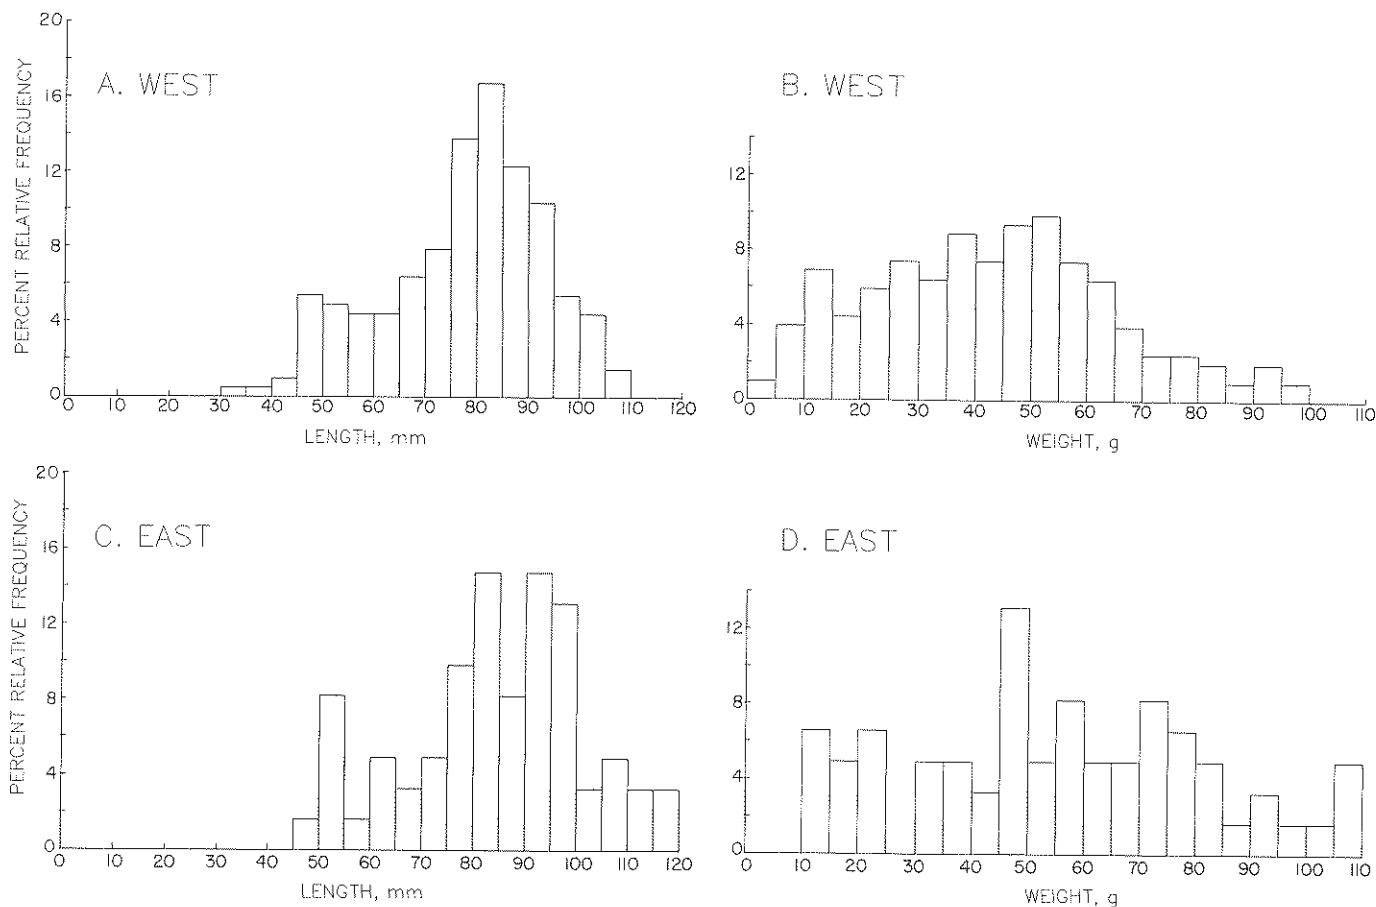 PERCENT RELATIVE FREQUENCY
20
16
12
8
4
0
A. WEST
0 10 20 30 40 50 60 70 80 90 100 110 120
LENGTH, mm
B. WEST
12
8
4
0
0 10 20 30 40 50 60 70 80 90 100 110
WEIGHT, g
PERCENT RELATIVE FREQUENCY
20
16
12
8
4
0
C. EAST
0 10 20 30 40 50 60 70 80 90 100 110 120
LENGTH, mm
D. EAST
12
8
4
0
0 10 20 30 40 50 60 70 80 90 100 110
WEIGHT, g